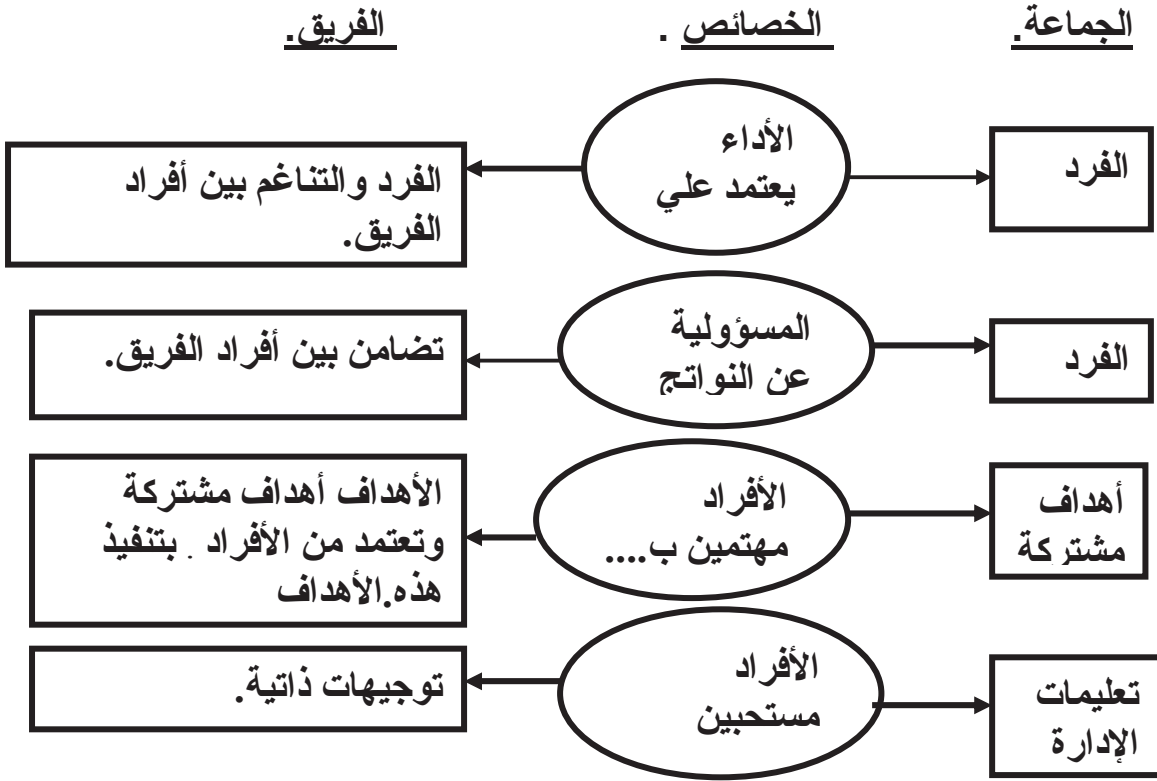 الجماعة.
الخصائص .
الفريق.
الفرد
الأداء
يعتمد علي
الفرد والتناغم بين أفراد
الفريق.
الفرد
المسؤولية
عن النواتج
تضامن بين أفراد الفريق.
أهداف
مشتركة
الأفراد
مهتمين ب....
الأهداف أهداف مشتركة
وتعتمد من الأفراد . بتنفيذ
هذه.الأهداف
تعليمات
الإدارة
الأفراد
مستحبين
توجيهات ذاتية.